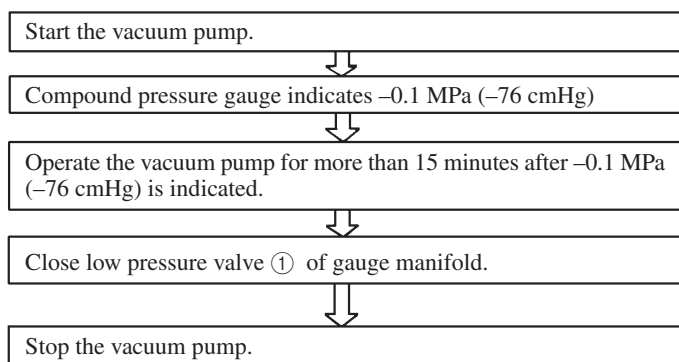 Start the vacuum pump.
Compound pressure gauge indicates –0.1 MPa (–76 cmHg)
Operate the vacuum pump for more than 15 minutes after –0.1 MPa
(–76 cmHg) is indicated.
Close low pressure valve ① of gauge manifold.
Stop the vacuum pump.